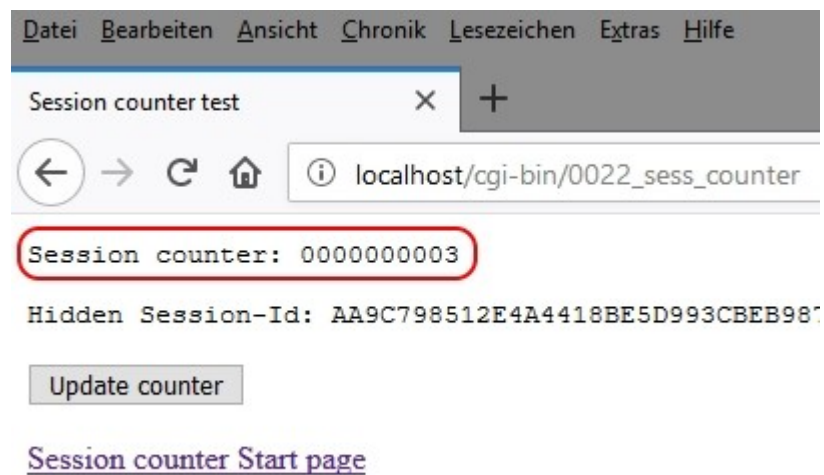 Datei Bearbeiten Ansicht Chronik Lesezeichen Extras Hilfe
Session counter test
localhost/cgi-bin/0022_sess_counter
Session counter: 0000000003
Hidden Session-Id: AA9C798512E4A4418BE5D993CBEB987
Update counter
Session counter Start page